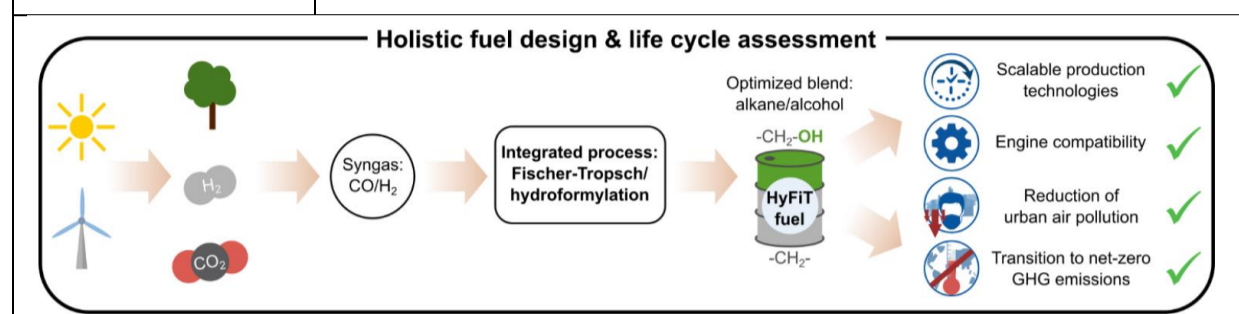 Holistic fuel design & life cycle assessment
H₂
CO₂
Syngas:
CO/H₂
Integrated process:
Fischer-Tropsch/
hydroformylation
Optimized blend:
alkane/alcohol
-CH₂-OH
HyFiT
fuel
-CH₂-
Scalable production
technologies
Engine compatibility
Reduction of
urban air pollution
Transition to net-zero
GHG emissions